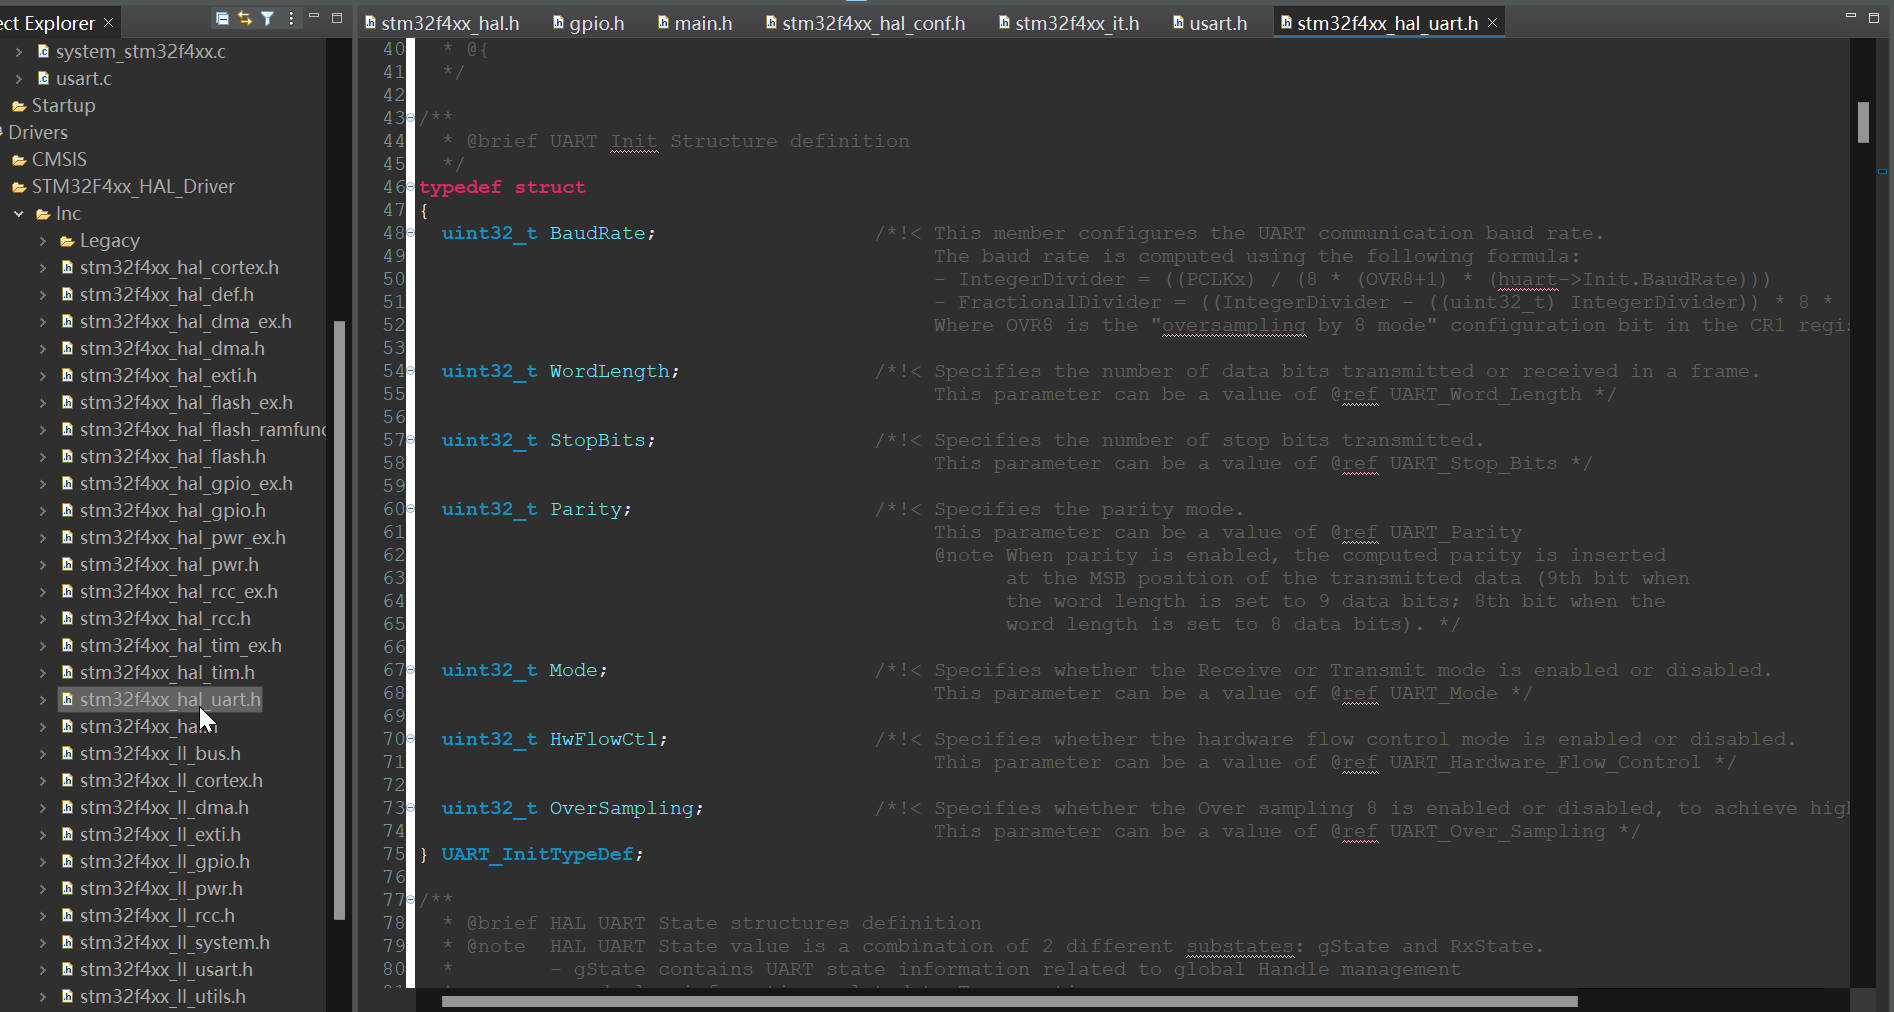 ect Explorer
system_stm32f4xx.c
usart.c
Startup
Drivers
CMSIS
STM32F4xx_HAL_Driver
Inc
Legacy
stm32f4xx_hal_cortex.h
stm32f4xx_hal_def.h
stm32f4xx_hal_dma_ex.h
stm32f4xx_hal_dma.h
stm32f4xx_hal_exti.h
stm32f4xx_hal_flash_ex.h
stm32f4xx_hal_flash_ramfunc
stm32f4xx_hal_flash.h
stm32f4xx_hal_gpio_ex.h
stm32f4xx_hal_gpio.h
stm32f4xx_hal_pwr_ex.h
stm32f4xx_hal_pwr.h
stm32f4xx_hal_rcc_ex.h
stm32f4xx_hal_rcc.h
stm32f4xx_hal_tim_ex.h
stm32f4xx_hal_tim.h
stm32f4xx_hal_uart.h
stm32f4xx_hal.h
stm32f4xx_ll_bus.h
stm32f4xx_ll_cortex.h
stm32f4xx_ll_dma.h
stm32f4xx_ll_exti.h
stm32f4xx_ll_gpio.h
stm32f4xx_ll_pwr.h
stm32f4xx_ll_rcc.h
stm32f4xx_ll_system.h
stm32f4xx_ll_usart.h
stm32f4xx_ll_utils.h
stm32f4xx_hal.h gpio.h main.h stm32f4xx_hal_conf.h stm32f4xx_it.h usart.h stm32f4xx_hal_uart.h
40 * @{
41 */
42
43 /**
44 * @brief UART Init Structure definition
45 */
46 typedef struct
47 {
48 uint32_t BaudRate; /*!< This member configures the UART communication baud rate.
49 The baud rate is computed using the following formula:
50 - IntegerDivider = ((PCLKx) / (8 * (OVR8+1) * (huart->Init.BaudRate)))
51 - FractionalDivider = ((IntegerDivider - ((uint32_t) IntegerDivider)) * 8 *
52 Where OVR8 is the "oversampling by 8 mode" configuration bit in the CR1 regi
53
54 uint32_t WordLength; /*!< Specifies the number of data bits transmitted or received in a frame.
55 This parameter can be a value of @ref UART_Word_Length */
56
57 uint32_t StopBits; /*!< Specifies the number of stop bits transmitted.
58 This parameter can be a value of @ref UART_Stop_Bits */
59
60 uint32_t Parity; /*!< Specifies the parity mode.
61 This parameter can be a value of @ref UART_Parity
62 @note When parity is enabled, the computed parity is inserted
63 at the MSB position of the transmitted data (9th bit when
64 the word length is set to 9 data bits; 8th bit when the
65 word length is set to 8 data bits). */
66
67 uint32_t Mode; /*!< Specifies whether the Receive or Transmit mode is enabled or disabled.
68 This parameter can be a value of @ref UART_Mode */
69
70 uint32_t HwFlowCtl; /*!< Specifies whether the hardware flow control mode is enabled or disabled.
71 This parameter can be a value of @ref UART_Hardware_Flow_Control */
72
73 uint32_t OverSampling; /*!< Specifies whether the Over sampling 8 is enabled or disabled, to achieve high
74 This parameter can be a value of @ref UART_Over_Sampling */
75 } UART_InitTypeDef;
76
77 /**
78 * @brief HAL UART State structures definition
79 * @note HAL UART State value is a combination of 2 different substates: gState and RxState.
80 * - gState contains UART state information related to global Handle management